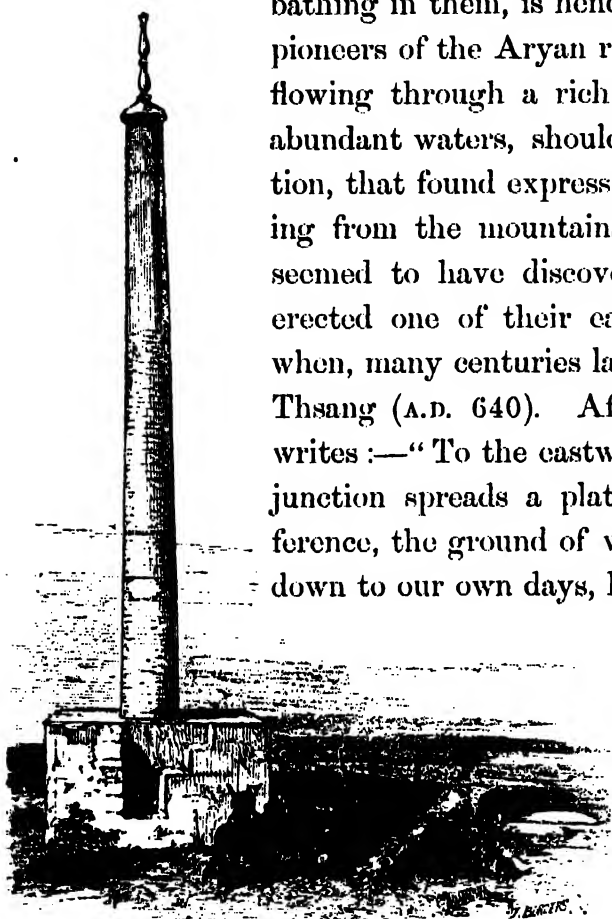 bathing in them, is henc
pioneers of the Aryan r
flowing through a rich
abundant waters, should
tion, that found express
ing from the mountain
seemed to have discove
erected one of their ea
when, many centuries la
Thsang (A.D. 640). Af
writes :—“ To the eastw
junction spreads a plat
ference, the ground of v
down to our own days, l